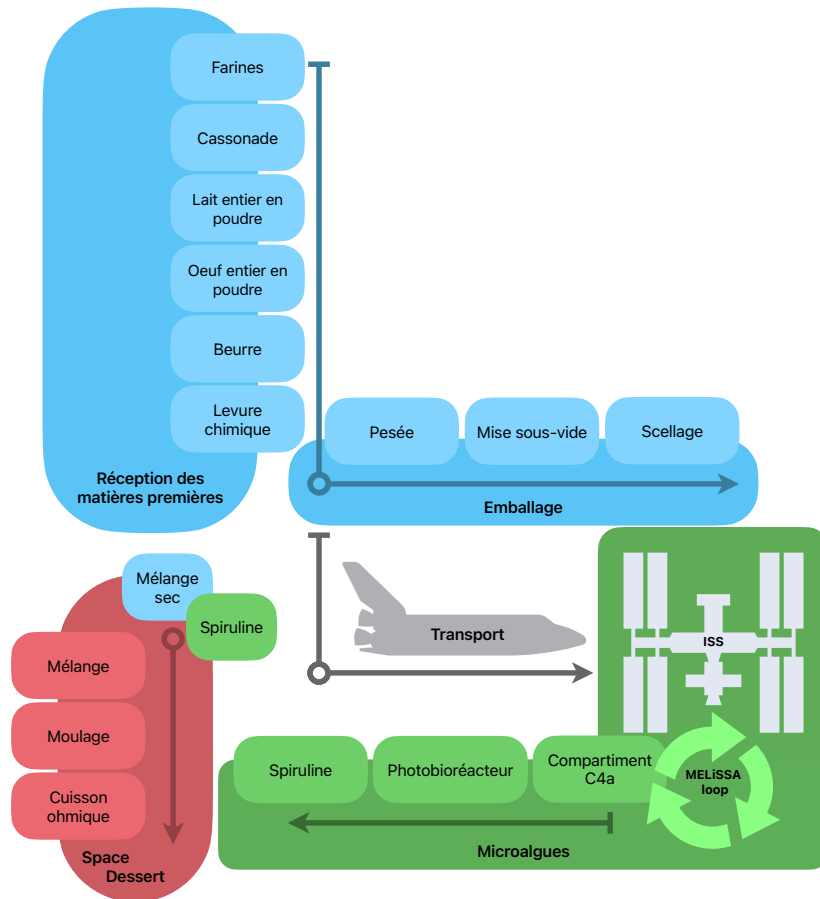 Farines
Cassonade
Lait entier en
poudre
Oeuf entier en
poudre
Beurre
Levure
chimique
Réception des
matières premières
Pesée
Mise sous-vide
Scellage
Emballage
Transport
ISS
MELiSSA
loop
Compartiment
C4a
Photobioréacteur
Spiruline
Microalgues
Mélange
sec
Spiruline
Mélange
Moulage
Cuisson
ohmique
Space
Dessert